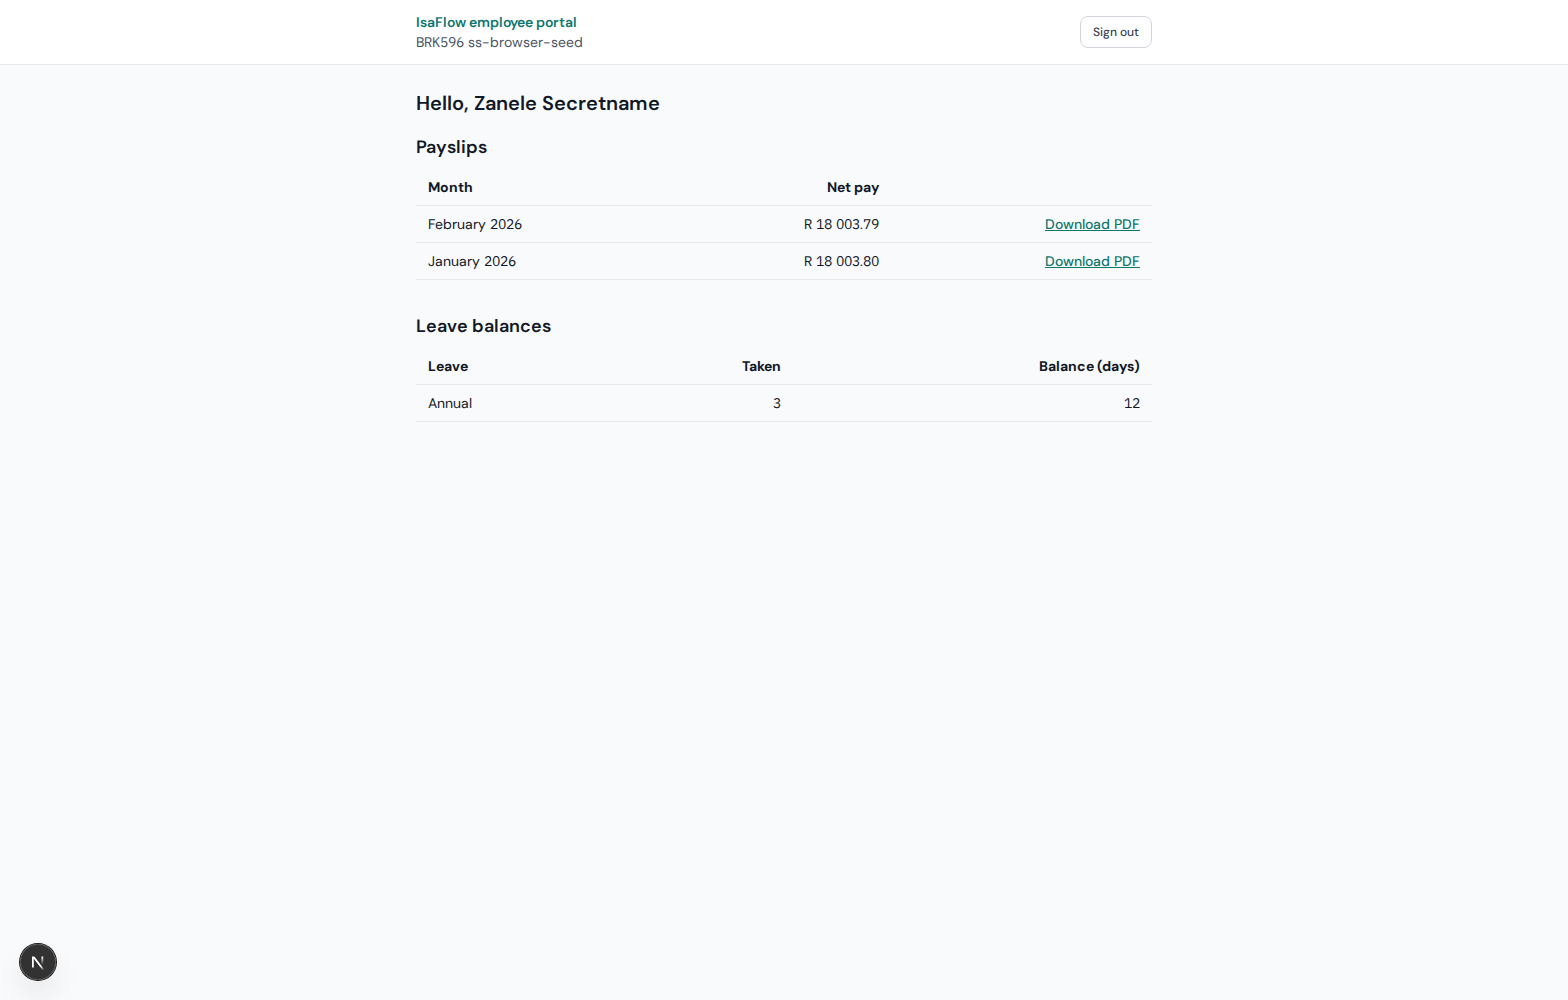 IsaFlow employee portal
BRK596 ss-browser-seed
Sign out
Hello, Zanele Secretname
Payslips
Month Net pay
February 2026 R 18 003.79 Download PDF
January 2026 R 18 003.80 Download PDF
Leave balances
Leave Taken Balance (days)
Annual 3 12
N